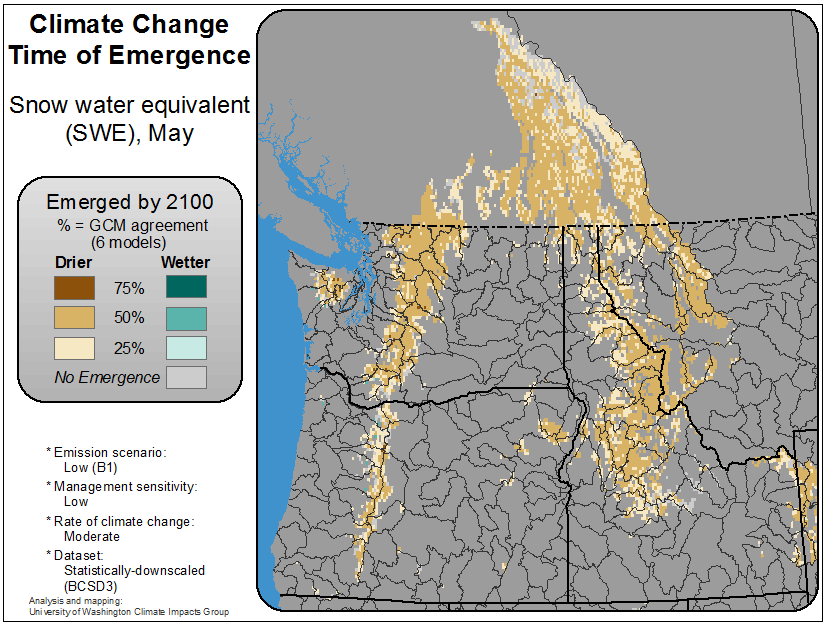 Climate Change
Time of Emergence
Snow water equivalent
(SWE), May
Emerged by 2100
% = GCM agreement
(6 models)
Drier Wetter
75%
50%
25%
No Emergence
* Emission scenario:
Low (B1)
* Management sensitivity:
Low
* Rate of climate change:
Moderate
* Dataset:
Statistically-downscaled
(BCSD3)
Analysis and mapping:
University of Washington Climate Impacts Group